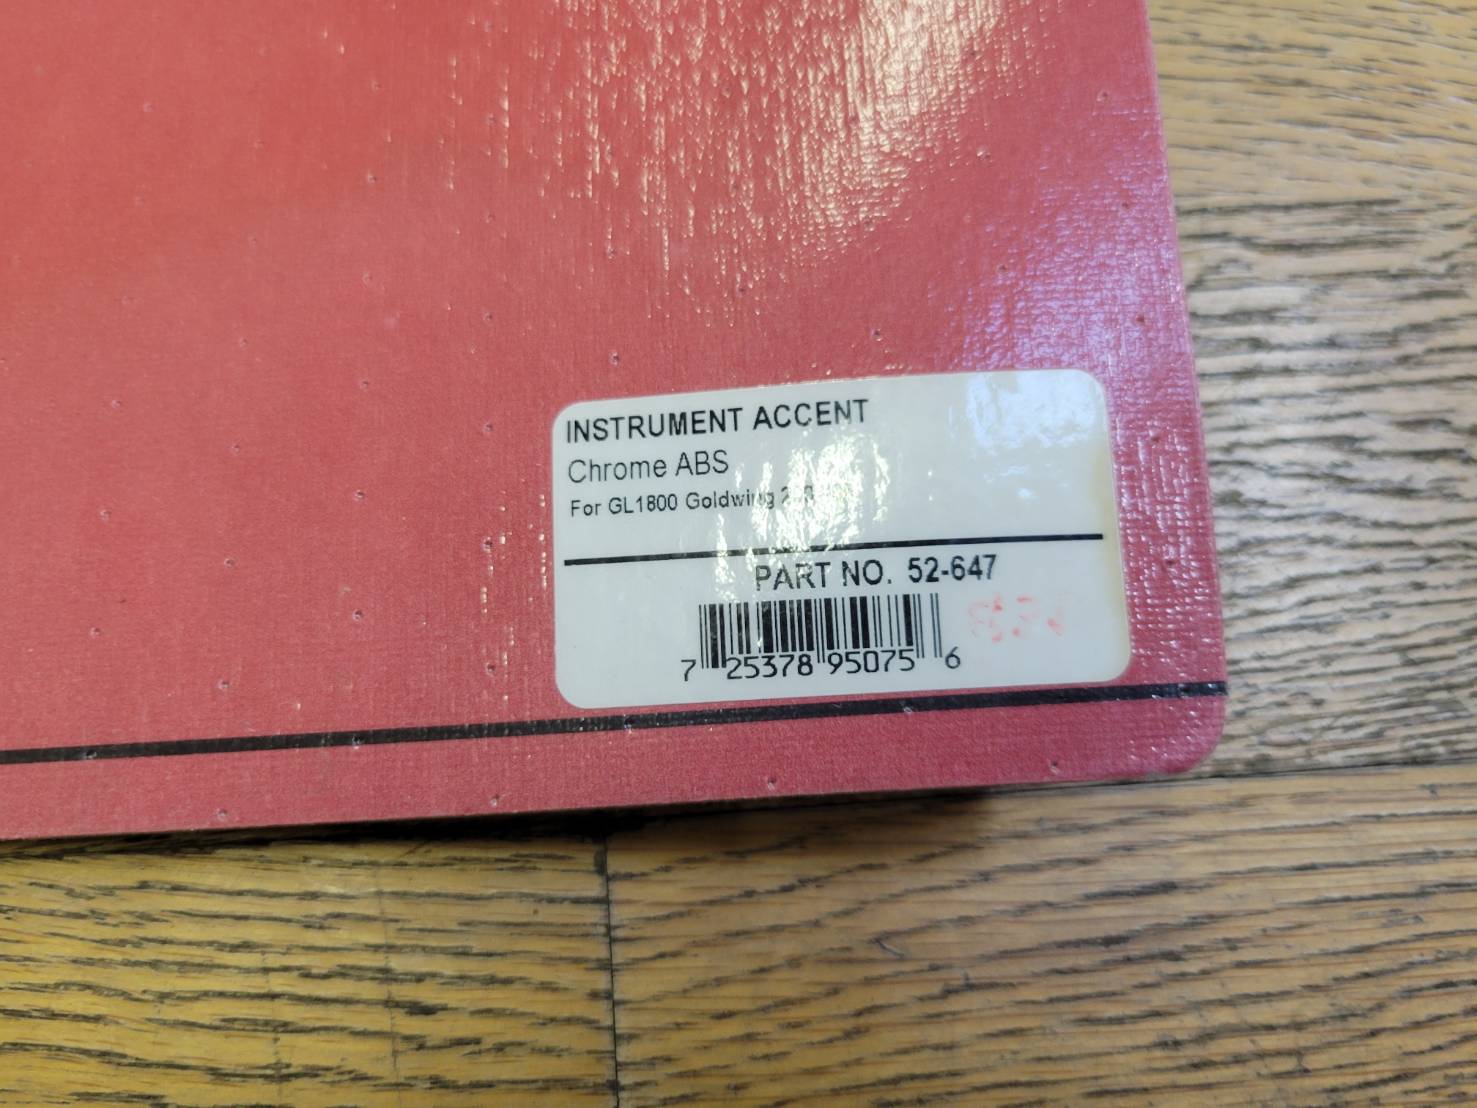 INSTRUMENT ACCENT
Chrome ABS
For GL1800 Goldwing
PART NO. 52-647
7 25378 95075 6